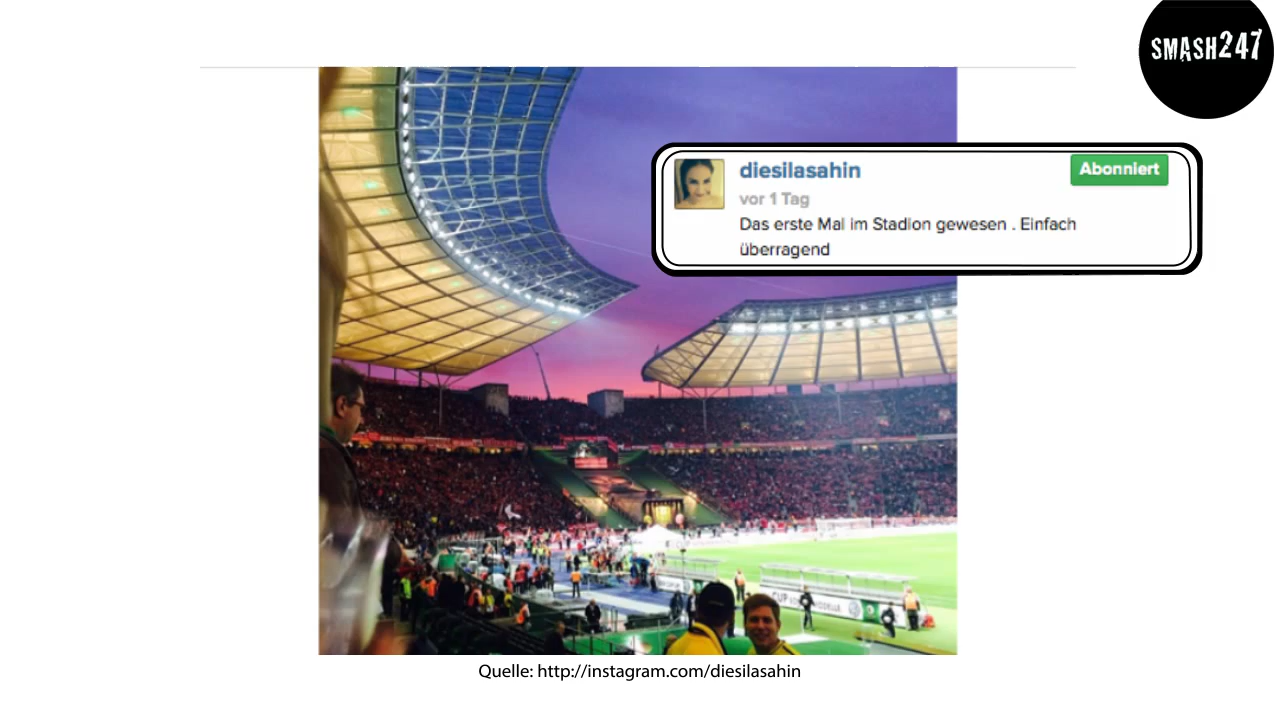 SMASH247
diesilasahin
Abonniert
vor 1 Tag
Das erste Mal im Stadion gewesen . Einfach
überragend
CUP
Quelle: http://instagram.com/diesilasahin